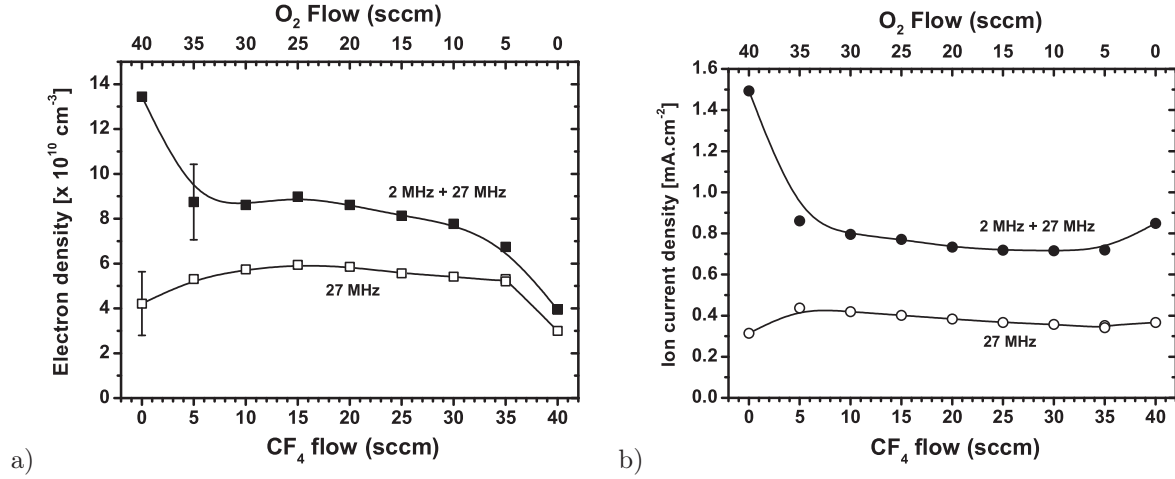 O₂ Flow (sccm)
40 35 30 25 20 15 10 5 0
14
12
10
8
6
4
2
0
Electron density [x 10¹⁰ cm⁻³)
2 MHz + 27 MHz
27 MHz
0 5 10 15 20 25 30 35 40
CF₄ flow (sccm)
a)
O₂ Flow (sccm)
40 35 30 25 20 15 10 5 0
1.6
1.4
1.2
1.0
0.8
0.6
0.4
0.2
0.0
Ion current density [mA.cm⁻²)
2 MHz + 27 MHz
27 MHz
0 5 10 15 20 25 30 35 40
CF₄ flow (sccm)
b)